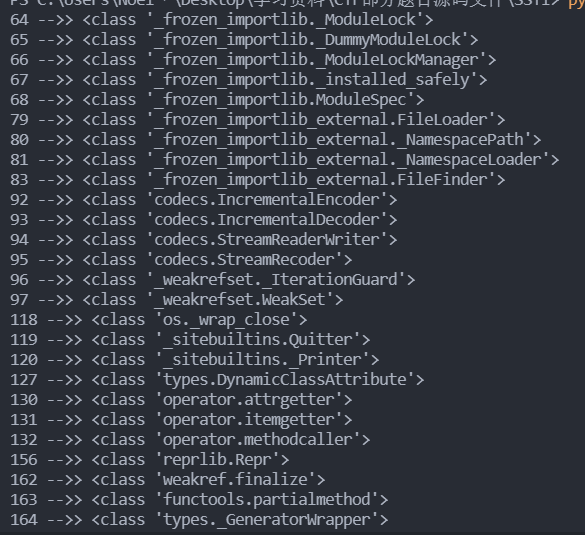 PS C:\Users\Noel \Desktop\学习资料\CTF部分题目源码文件\SSTI> py
64 -->> <class '_frozen_importlib._ModuleLock'>
65 -->> <class '_frozen_importlib._DummyModuleLock'>
66 -->> <class '_frozen_importlib._ModuleLockManager'>
67 -->> <class '_frozen_importlib._installed_safely'>
68 -->> <class '_frozen_importlib.ModuleSpec'>
79 -->> <class '_frozen_importlib_external.FileLoader'>
80 -->> <class '_frozen_importlib_external._NamespacePath'>
81 -->> <class '_frozen_importlib_external._NamespaceLoader'>
83 -->> <class '_frozen_importlib_external.FileFinder'>
92 -->> <class 'codecs.IncrementalEncoder'>
93 -->> <class 'codecs.IncrementalDecoder'>
94 -->> <class 'codecs.StreamReaderWriter'>
95 -->> <class 'codecs.StreamRecoder'>
96 -->> <class '_weakrefset._IterationGuard'>
97 -->> <class '_weakrefset.WeakSet'>
118 -->> <class 'os._wrap_close'>
119 -->> <class '_sitebuiltins.Quitter'>
120 -->> <class '_sitebuiltins._Printer'>
127 -->> <class 'types.DynamicClassAttribute'>
130 -->> <class 'operator.attrgetter'>
131 -->> <class 'operator.itemgetter'>
132 -->> <class 'operator.methodcaller'>
156 -->> <class 'reprlib.Repr'>
162 -->> <class 'weakref.finalize'>
163 -->> <class 'functools.partialmethod'>
164 -->> <class 'types._GeneratorWrapper'>